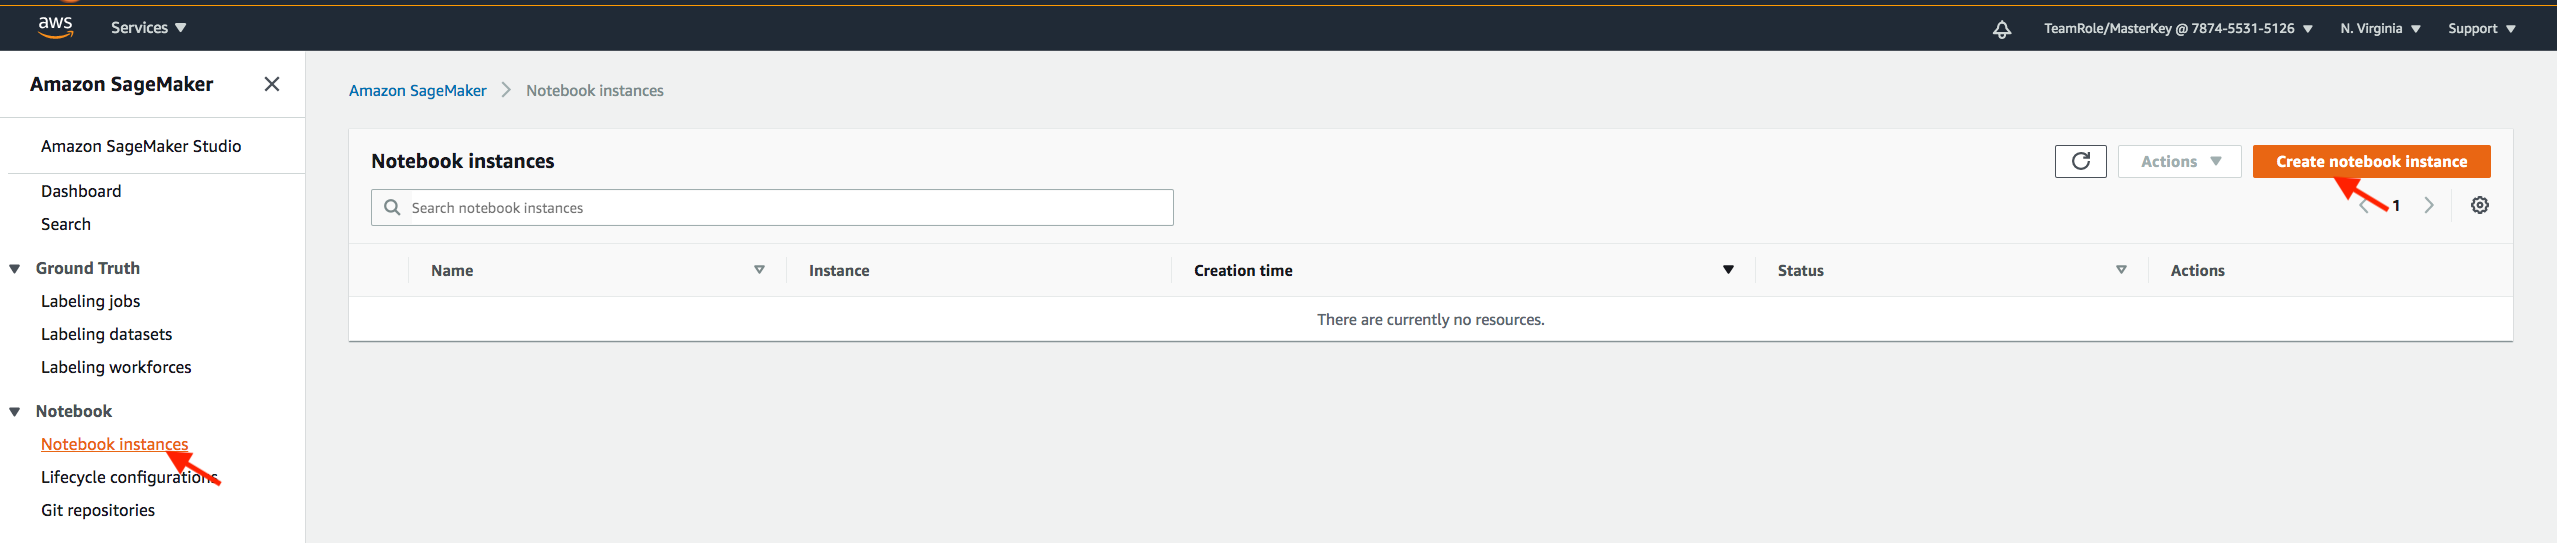 aws Services TeamRole/MasterKey @ 7874-5531-5126 N. Virginia Support
Amazon SageMaker
Amazon SageMaker Studio
Dashboard
Search
Ground Truth
Labeling jobs
Labeling datasets
Labeling workforces
Notebook
Notebook instances
Lifecycle configurations
Git repositories
Amazon SageMaker Notebook instances
Notebook instances
Actions Create notebook instance
Search notebook instances
1
Name Instance Creation time Status Actions
There are currently no resources.